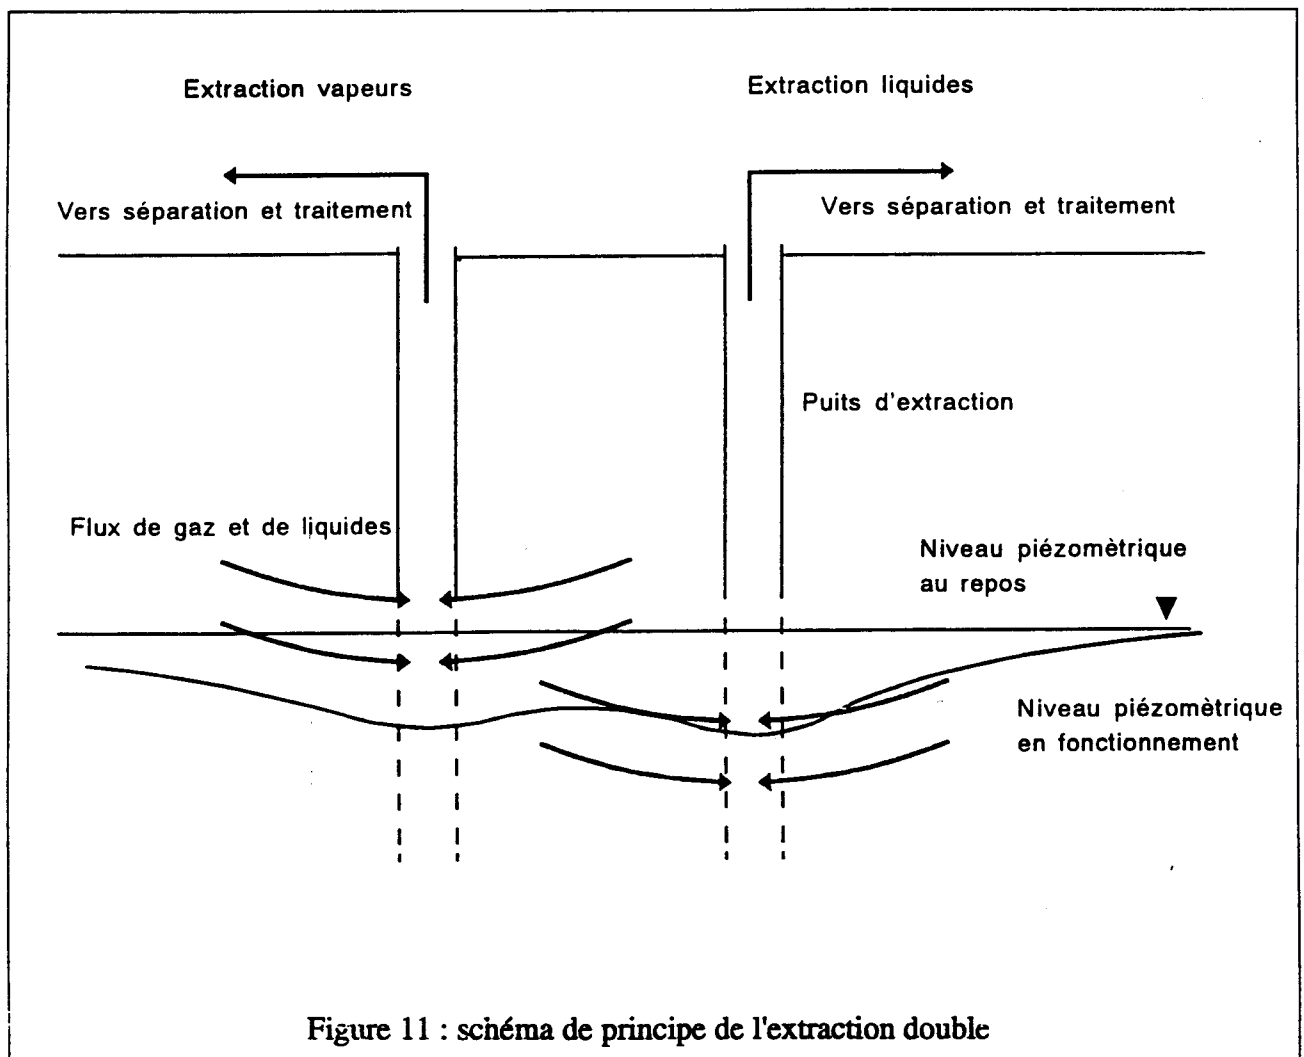 Extraction vapeurs
Extraction liquides
Vers séparation et traitement
Vers séparation et traitement
Puits d'extraction
Flux de gaz et de liquides
Niveau piézomètrique
au repos
Niveau piézomètrique
en fonctionnement
Figure 11 : schéma de principe de l'extraction double